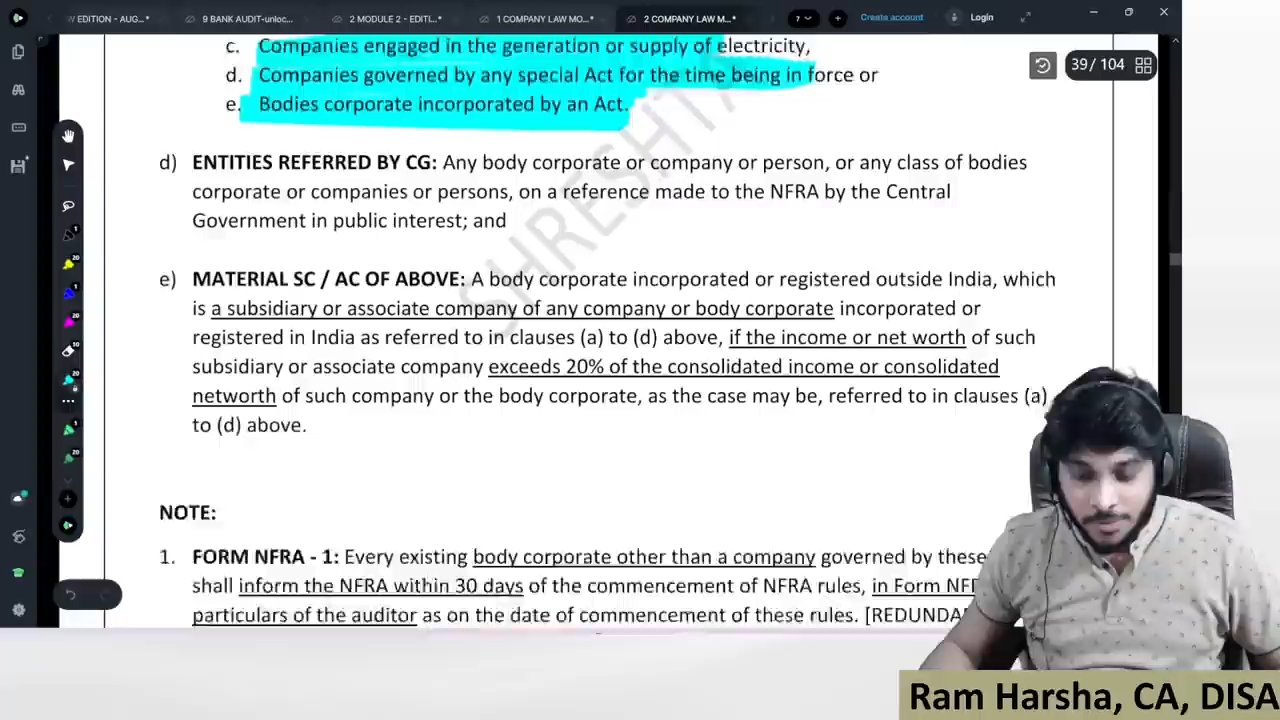 W EDITION - AUG...*
9 BANK AUDIT-unloc...
2 MODULE 2 - EDITI...*
1 COMPANY LAW MO...*
2 COMPANY LAW M...*
7
Create account
Login
39 / 104
c. Companies engaged in the generation or supply of electricity,
d. Companies governed by any special Act for the time being in force or
e. Bodies corporate incorporated by an Act.
d) ENTITIES REFERRED BY CG: Any body corporate or company or person, or any class of bodies
corporate or companies or persons, on a reference made to the NFRA by the Central
Government in public interest; and
e) MATERIAL SC / AC OF ABOVE: A body corporate incorporated or registered outside India, which
is a subsidiary or associate company of any company or body corporate incorporated or
registered in India as referred to in clauses (a) to (d) above, if the income or net worth of such
subsidiary or associate company exceeds 20% of the consolidated income or consolidated
networth of such company or the body corporate, as the case may be, referred to in clauses (a)
to (d) above.
NOTE:
1. FORM NFRA - 1: Every existing body corporate other than a company governed by these
shall inform the NFRA within 30 days of the commencement of NFRA rules, in Form
particulars of the auditor as on the date of commencement of these rules.
SHRESHTA
Ram Harsha, CA, DISA